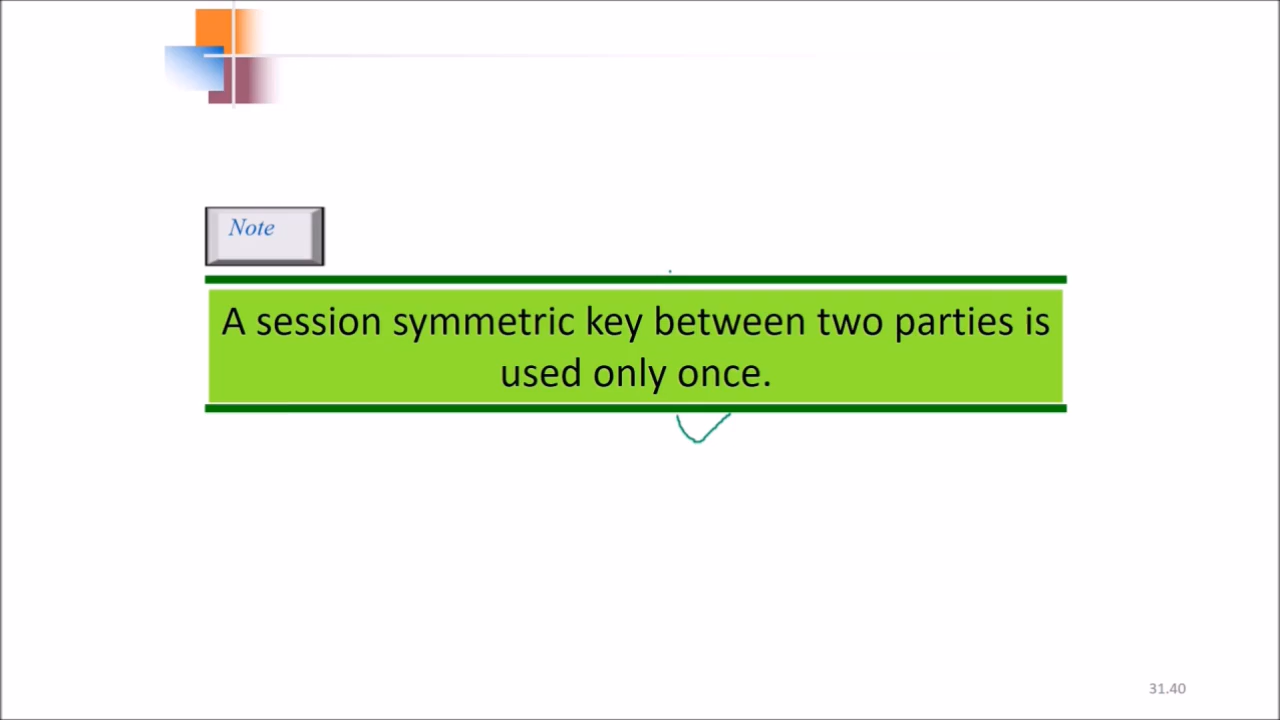 Note
A session symmetric key between two parties is
used only once.
31.40